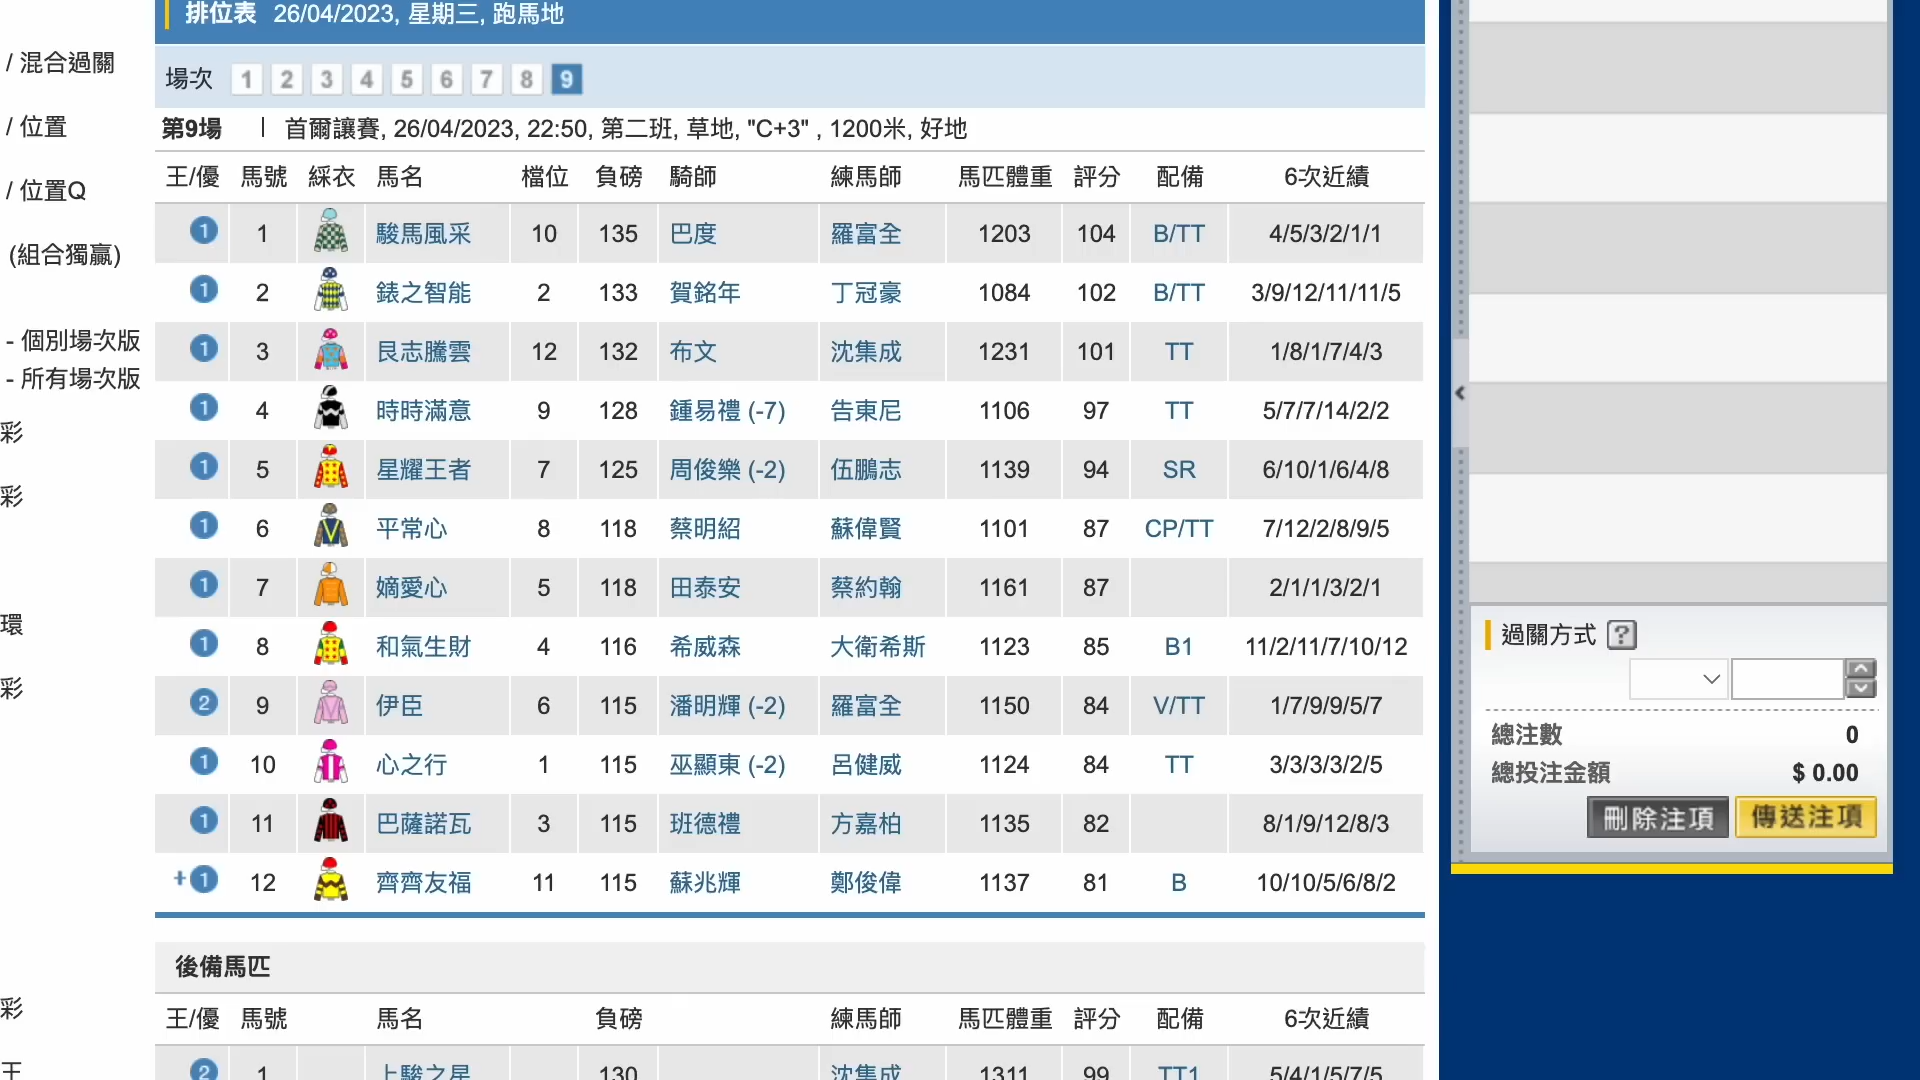 排位表 26/04/2023, 星期三, 跑馬地
/ 混合過關
場次 1 2 3 4 5 6 7 8 9
/ 位置
第9場 | 首爾讓賽, 26/04/2023, 22:50, 第二班, 草地, "C+3" , 1200米, 好地
/ 位置Q
王/優 馬號 綵衣 馬名 檔位 負磅 騎師 練馬師 馬匹體重 評分 配備 6次近績
(組合獨贏)
1 1 駿馬風采 10 135 巴度 羅富全 1203 104 B/TT 4/5/3/2/1/1
1 2 錶之智能 2 133 賀銘年 丁冠豪 1084 102 B/TT 3/9/12/11/11/5
- 個別場次版
1 3 艮志騰雲 12 132 布文 沈集成 1231 101 TT 1/8/1/7/4/3
- 所有場次版
1 4 時時滿意 9 128 鍾易禮 (-7) 告東尼 1106 97 TT 5/7/7/14/2/2
彩
1 5 星耀王者 7 125 周俊樂 (-2) 伍鵬志 1139 94 SR 6/10/1/6/4/8
彩
1 6 平常心 8 118 蔡明紹 蘇偉賢 1101 87 CP/TT 7/12/2/8/9/5
1 7 嫡愛心 5 118 田泰安 蔡約翰 1161 87 2/1/1/3/2/1
環
1 8 和氣生財 4 116 希威森 大衛希斯 1123 85 B1 11/2/11/7/10/12
彩
2 9 伊臣 6 115 潘明輝 (-2) 羅富全 1150 84 V/TT 1/7/9/9/5/7
1 10 心之行 1 115 巫顯東 (-2) 呂健威 1124 84 TT 3/3/3/3/2/5
1 11 巴薩諾瓦 3 115 班德禮 方嘉柏 1135 82 8/1/9/12/8/3
+ 1 12 齊齊友福 11 115 蘇兆輝 鄭俊偉 1137 81 B 10/10/5/6/8/2
後備馬匹
彩
王/優 馬號 馬名 負磅 練馬師 馬匹體重 評分 配備 6次近績
王
2 1 上駿之星 130 沈集成 1311 99 TT1 5/4/1/5/7/5
過關方式 ?
總注數 0
總投注金額 $ 0.00
刪除注項 傳送注項